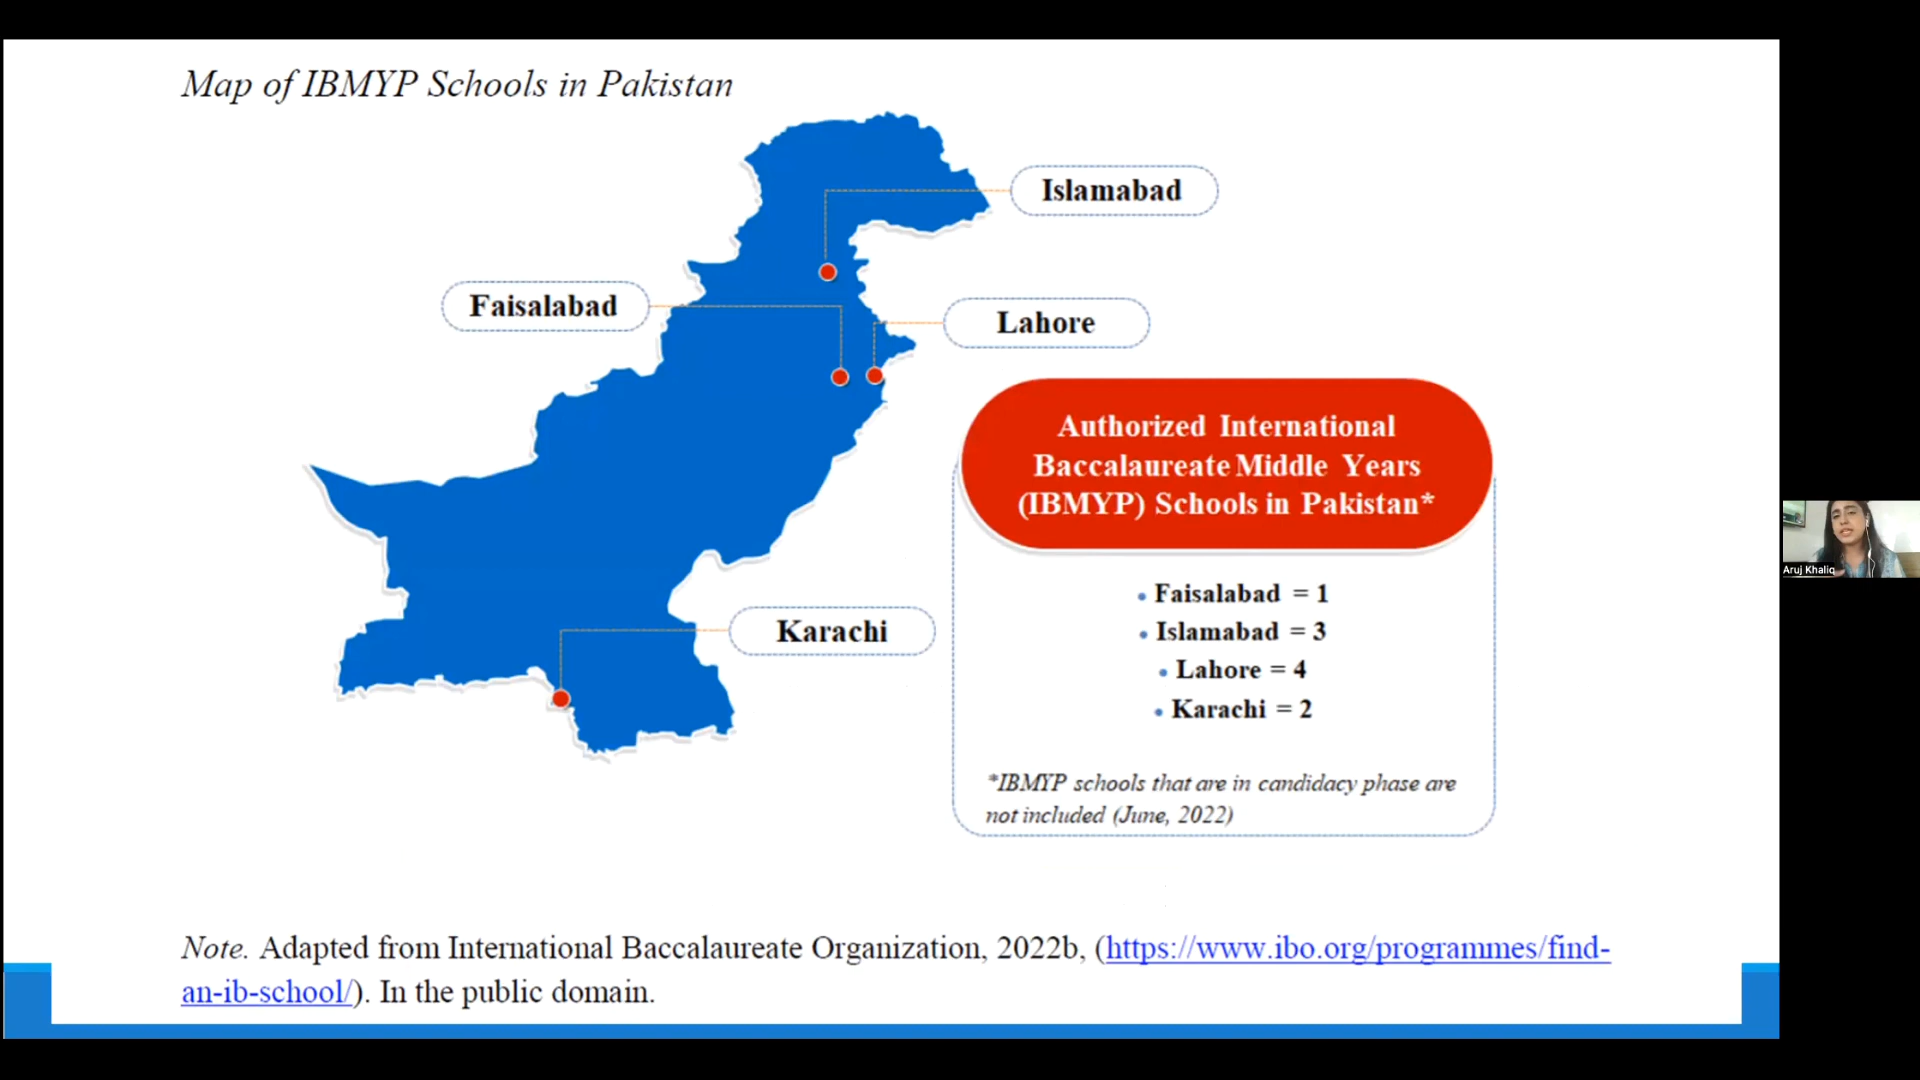 Map of IBMYP Schools in Pakistan
Islamabad
Faisalabad
Lahore
Authorized International
Baccalaureate Middle Years
(IBMYP) Schools in Pakistan*
• Faisalabad = 1
• Islamabad = 3
• Lahore = 4
• Karachi = 2
Karachi
*IBMYP schools that are in candidacy phase are
not included (June, 2022)
Aruj Khaliq
Note. Adapted from International Baccalaureate Organization, 2022b, (https://www.ibo.org/programmes/find-
an-ib-school/). In the public domain.